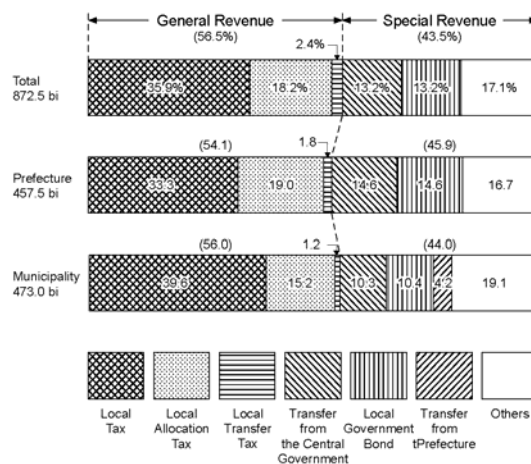 General Revenue Special Revenue
(56.5%) (43.5%)
2.4%
Total
872.5 bi
35.9% 18.2% 13.2% 13.2% 17.1%
(54.1) 1.8 (45.9)
Prefecture
457.5 bi
33.3 19.0 14.6 14.6 16.7
(56.0) 1.2 (44.0)
Municipality
473.0 bi
39.6 15.2 10.3 10.4 4.2 19.1
Local
Tax
Local
Allocation
Tax
Local
Transfer
Tax
Transfer
from
the Central
Government
Local
Government
Bond
Transfer
from
tPrefecture
Others